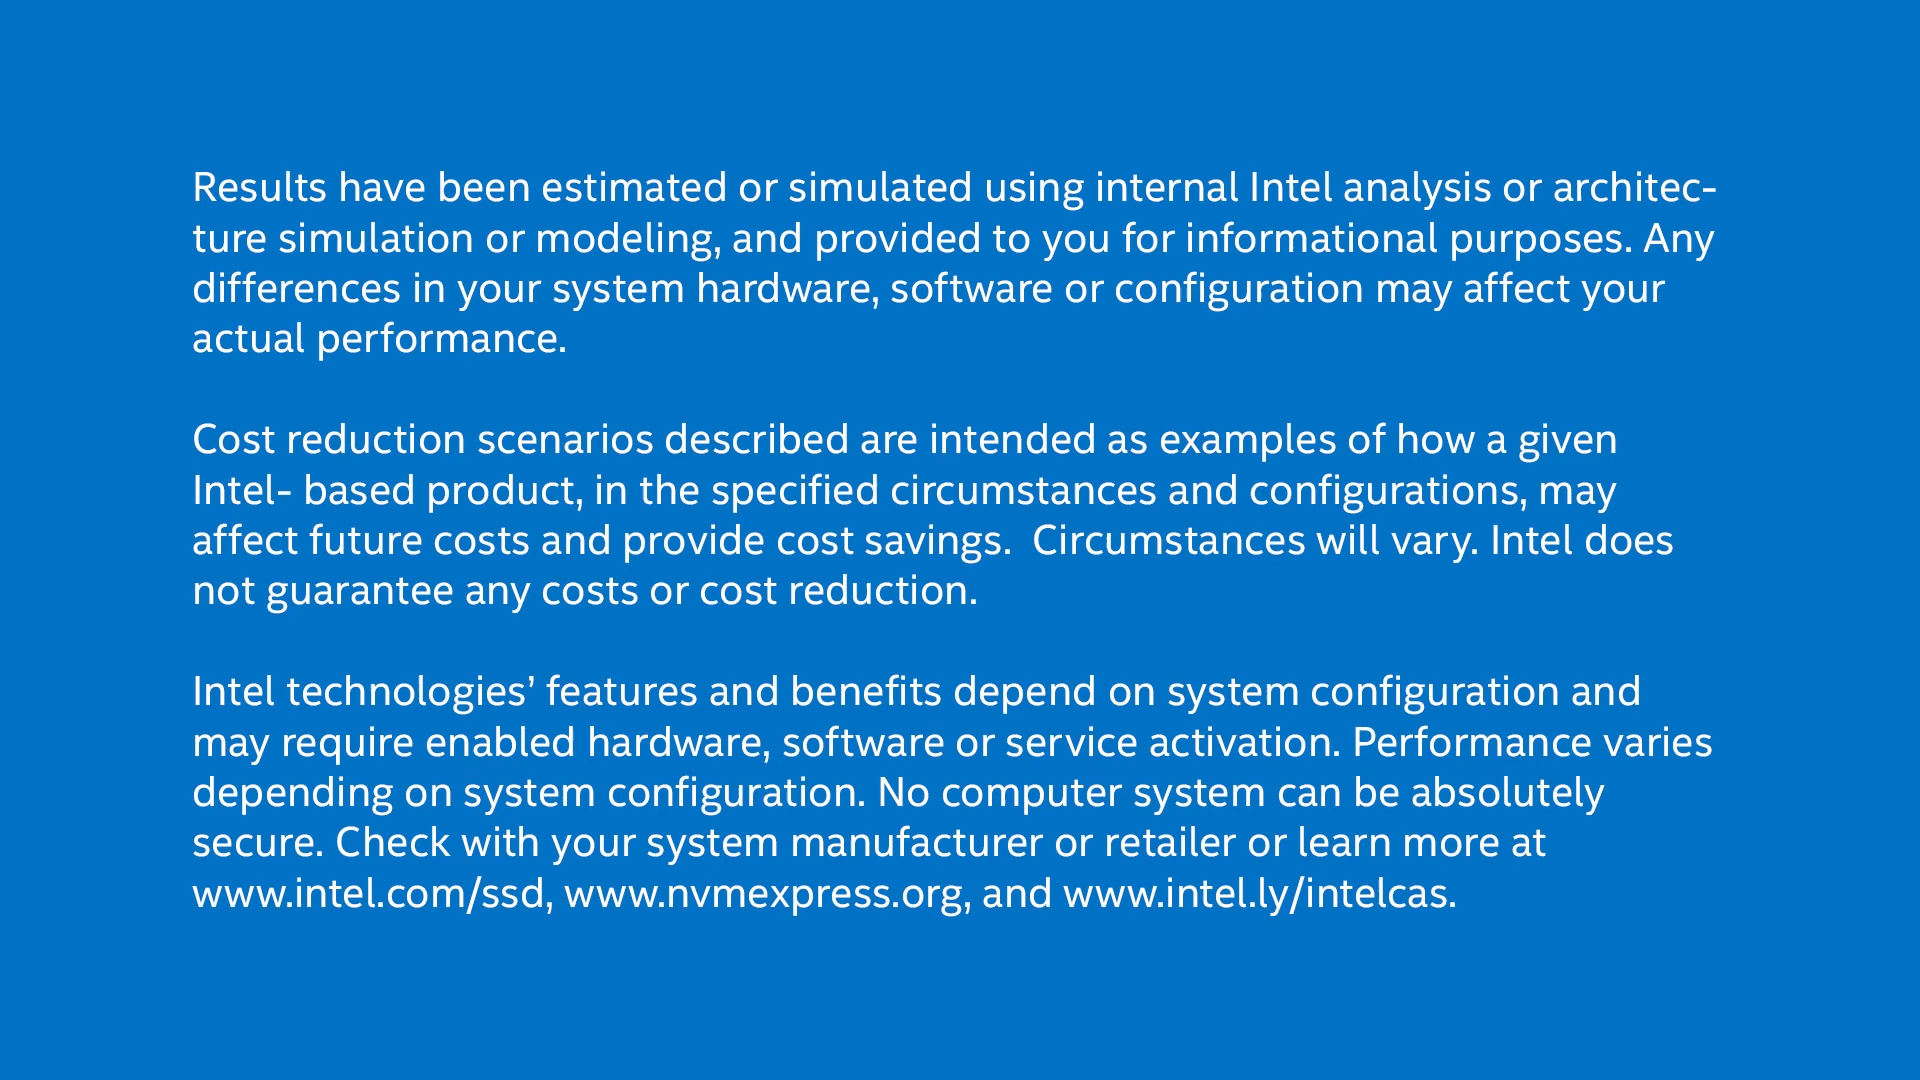 Results have been estimated or simulated using internal Intel analysis or architec-
ture simulation or modeling, and provided to you for informational purposes. Any
differences in your system hardware, software or configuration may affect your
actual performance.
Cost reduction scenarios described are intended as examples of how a given
Intel- based product, in the specified circumstances and configurations, may
affect future costs and provide cost savings.  Circumstances will vary. Intel does
not guarantee any costs or cost reduction.
Intel technologies’ features and benefits depend on system configuration and
may require enabled hardware, software or service activation. Performance varies
depending on system configuration. No computer system can be absolutely
secure. Check with your system manufacturer or retailer or learn more at
www.intel.com/ssd, www.nvmexpress.org, and www.intel.ly/intelcas.